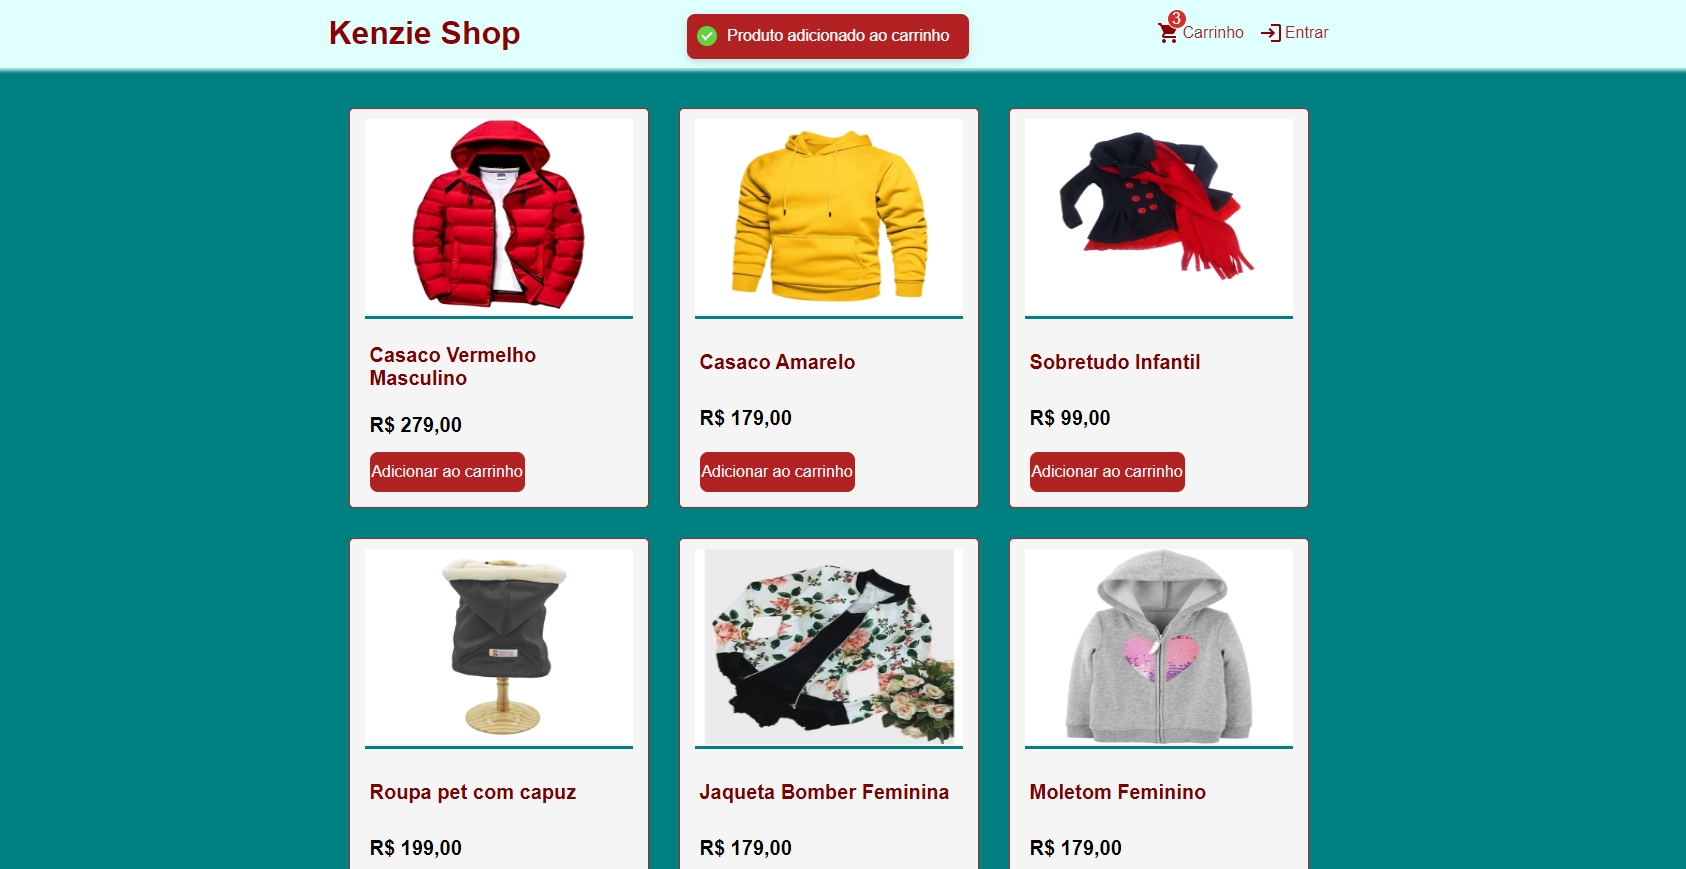 Kenzie Shop
Produto adicionado ao carrinho
3
Carrinho
Entrar
Casaco Vermelho
Masculino
R$ 279,00
Adicionar ao carrinho
Casaco Amarelo
R$ 179,00
Adicionar ao carrinho
Sobretudo Infantil
R$ 99,00
Adicionar ao carrinho
Roupa pet com capuz
R$ 199,00
Jaqueta Bomber Feminina
R$ 179,00
Moletom Feminino
R$ 179,00